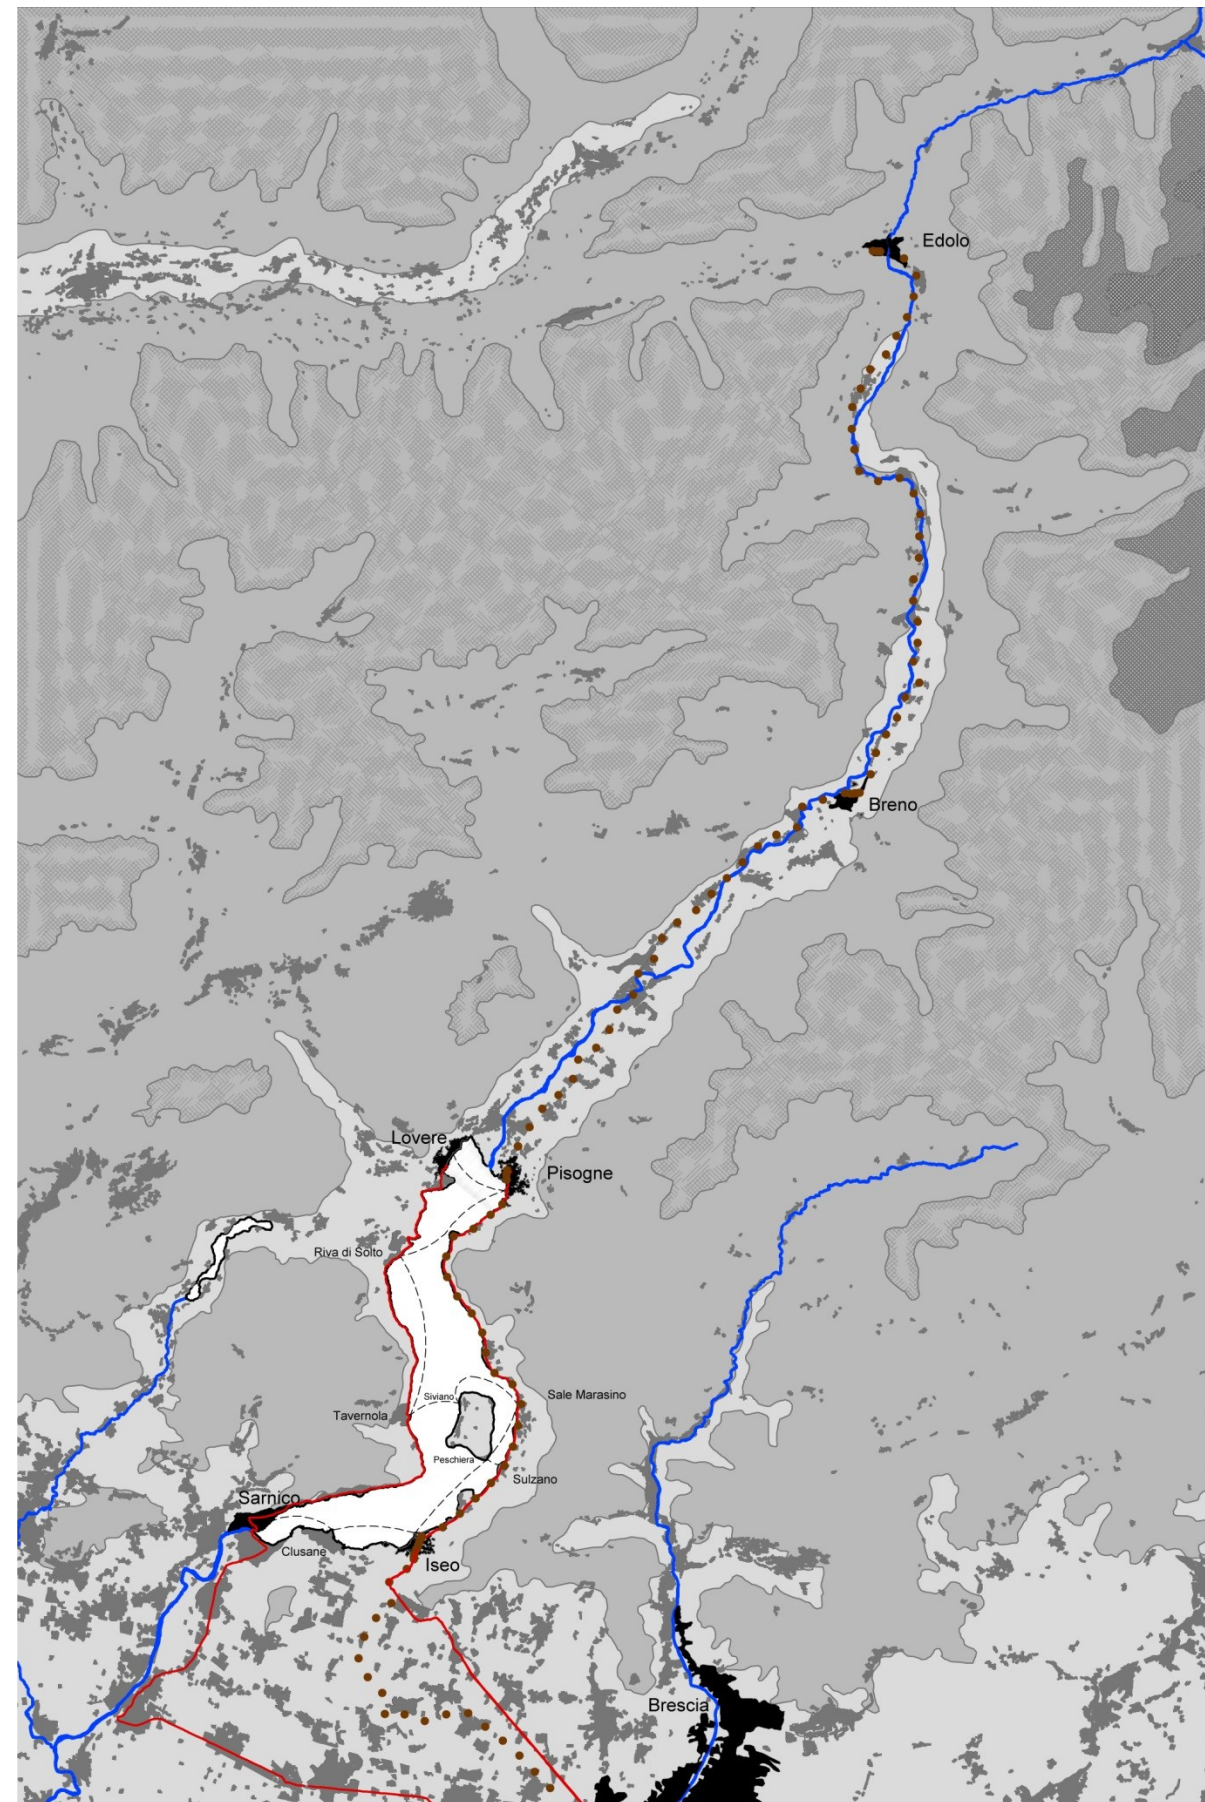 Edolo
Breno
Lovere
Pisogne
Riva di Solto
Siviano
Sale Marasino
Tavernola
Peschiera
Sulzano
Sarnico
Clusane
Iseo
Brescia